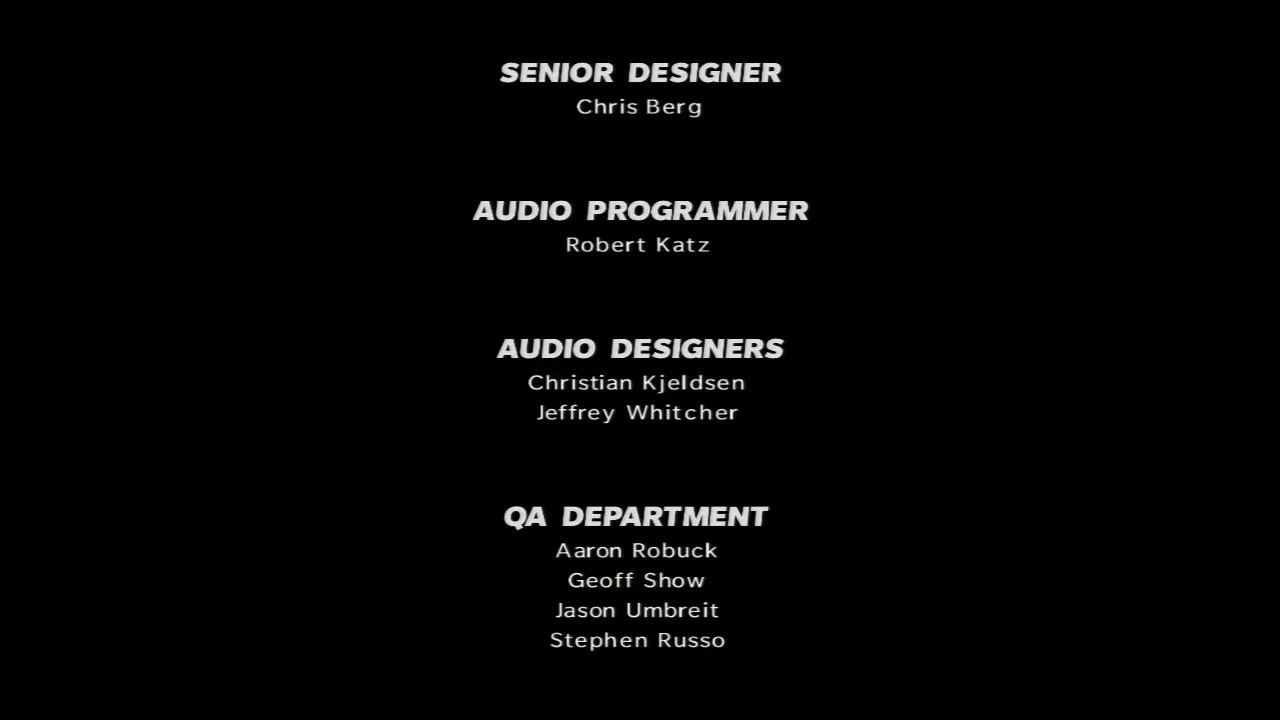 SENIOR DESIGNER
Chris Berg
AUDIO PROGRAMMER
Robert Katz
AUDIO DESIGNERS
Christian Kjeldsen
Jeffrey Whitcher
QA DEPARTMENT
Aaron Robuck
Geoff Show
Jason Umbreit
Stephen Russo